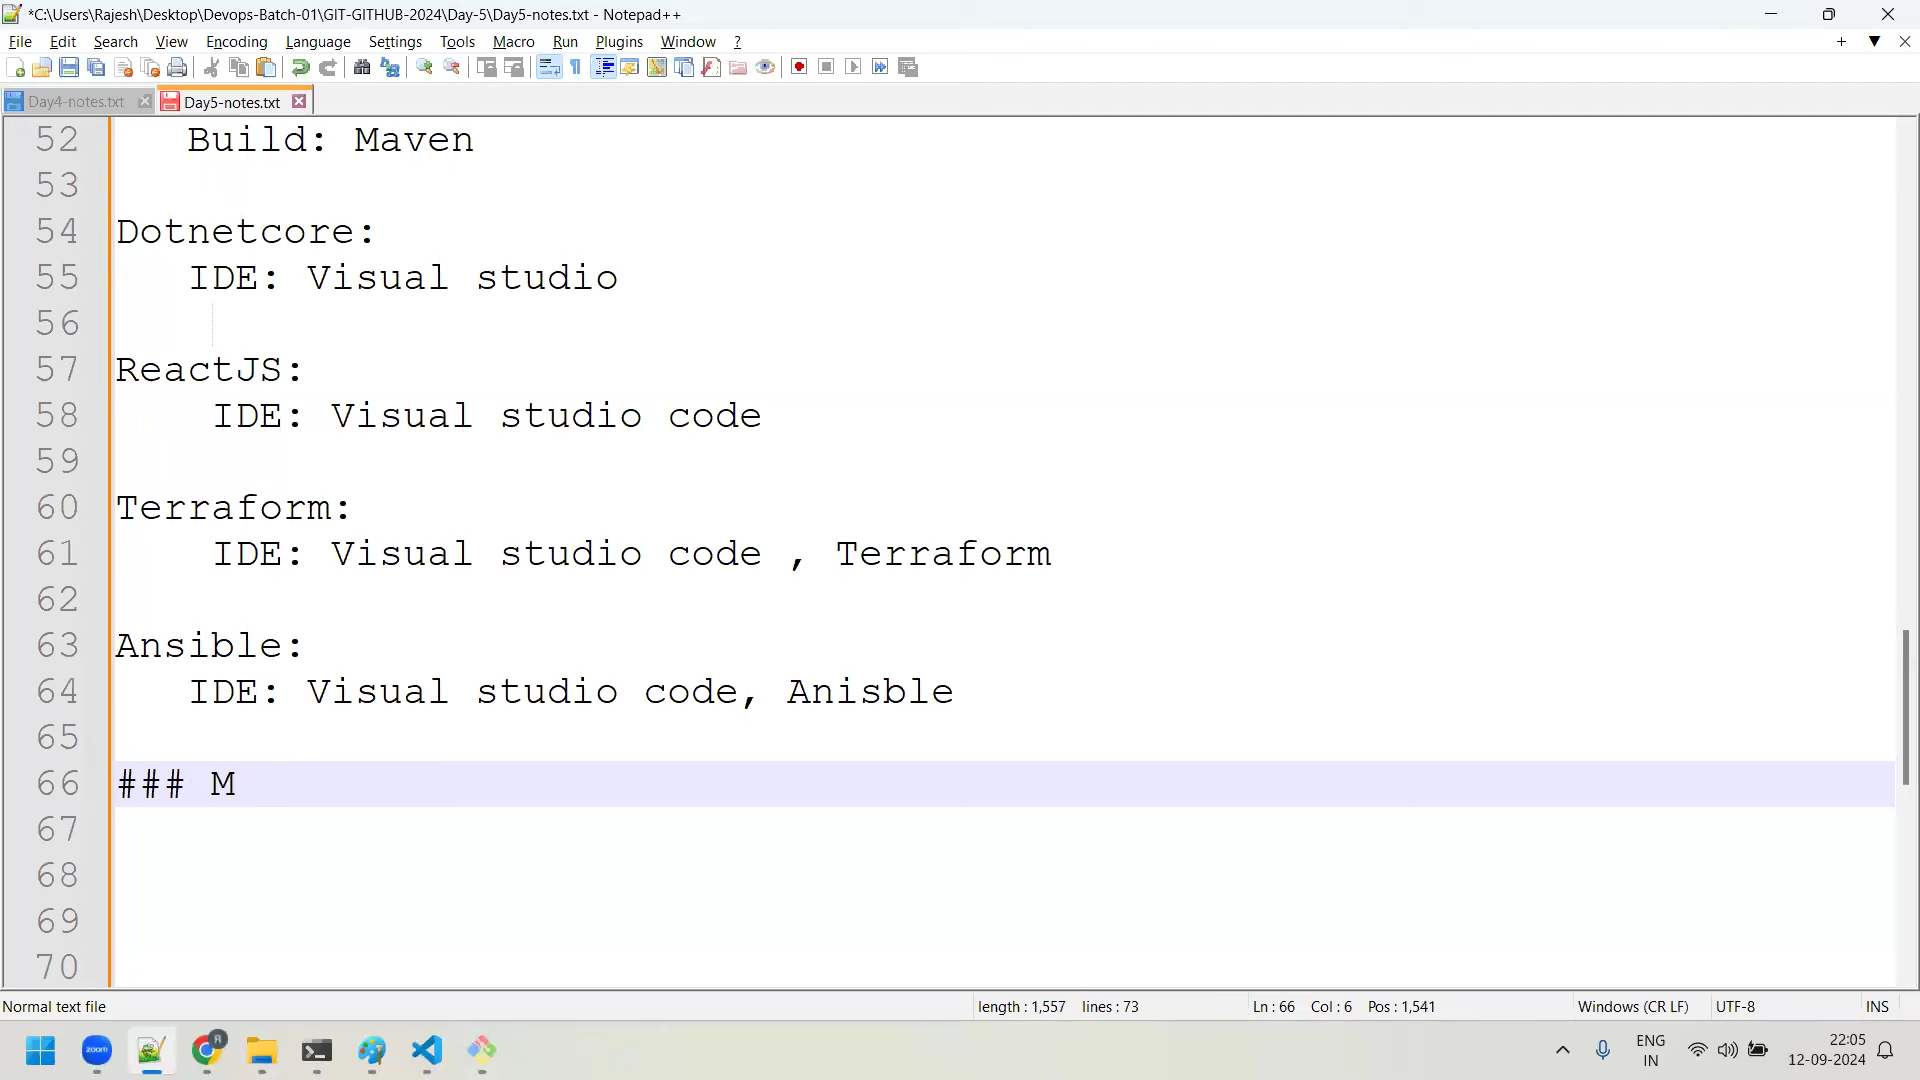 *C:\Users\Rajesh\Desktop\Devops-Batch-01\GIT-GITHUB-2024\Day-5\Day5-notes.txt - Notepad++
File Edit Search View Encoding Language Settings Tools Macro Run Plugins Window ?
Day4-notes.txt Day5-notes.txt
52 Build: Maven
53
54 Dotnetcore:
55 IDE: Visual studio
56
57 ReactJS:
58 IDE: Visual studio code
59
60 Terraform:
61 IDE: Visual studio code , Terraform
62
63 Ansible:
64 IDE: Visual studio code, Anisble
65
66 ### M
67
68
69
70
Normal text file length : 1,557 lines : 73 Ln : 66 Col : 6 Pos : 1,541 Windows (CR LF) UTF-8 INS
zoom R ENG IN 22:05 12-09-2024